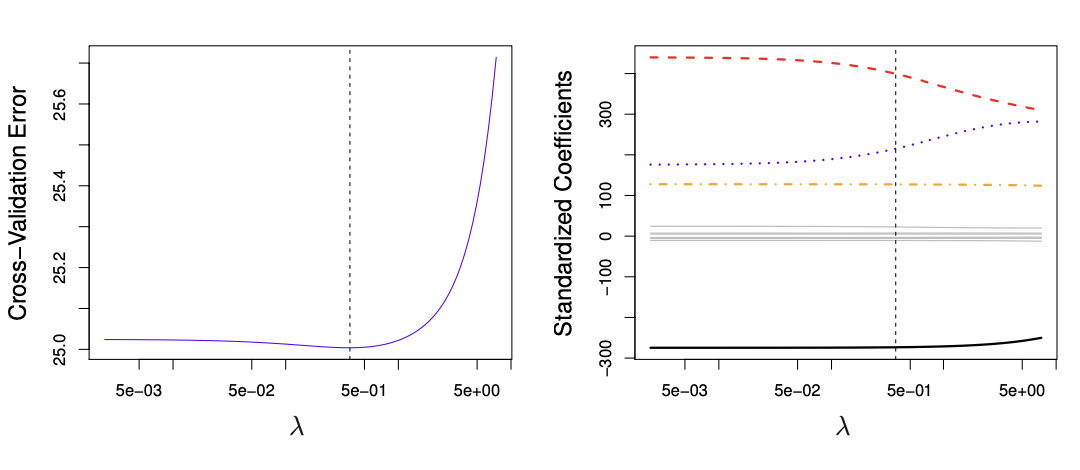 Cross−Validation Error
25.0 25.2 25.4 25.6
5e−03 5e−02 5e−01 5e+00
λ
Standardized Coefficients
−300 −100 0 100 300
5e−03 5e−02 5e−01 5e+00
λ